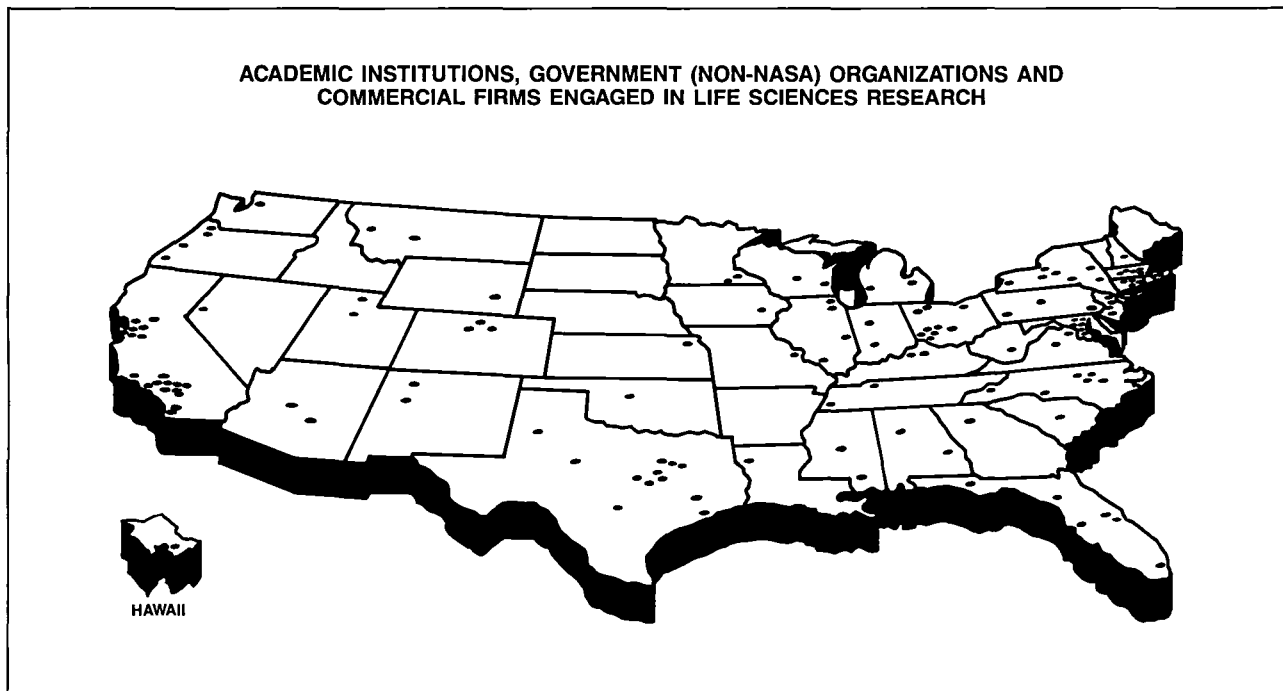 ACADEMIC INSTITUTIONS, GOVERNMENT (NON-NASA) ORGANIZATIONS AND
COMMERCIAL FIRMS ENGAGED IN LIFE SCIENCES RESEARCH
HAWAII